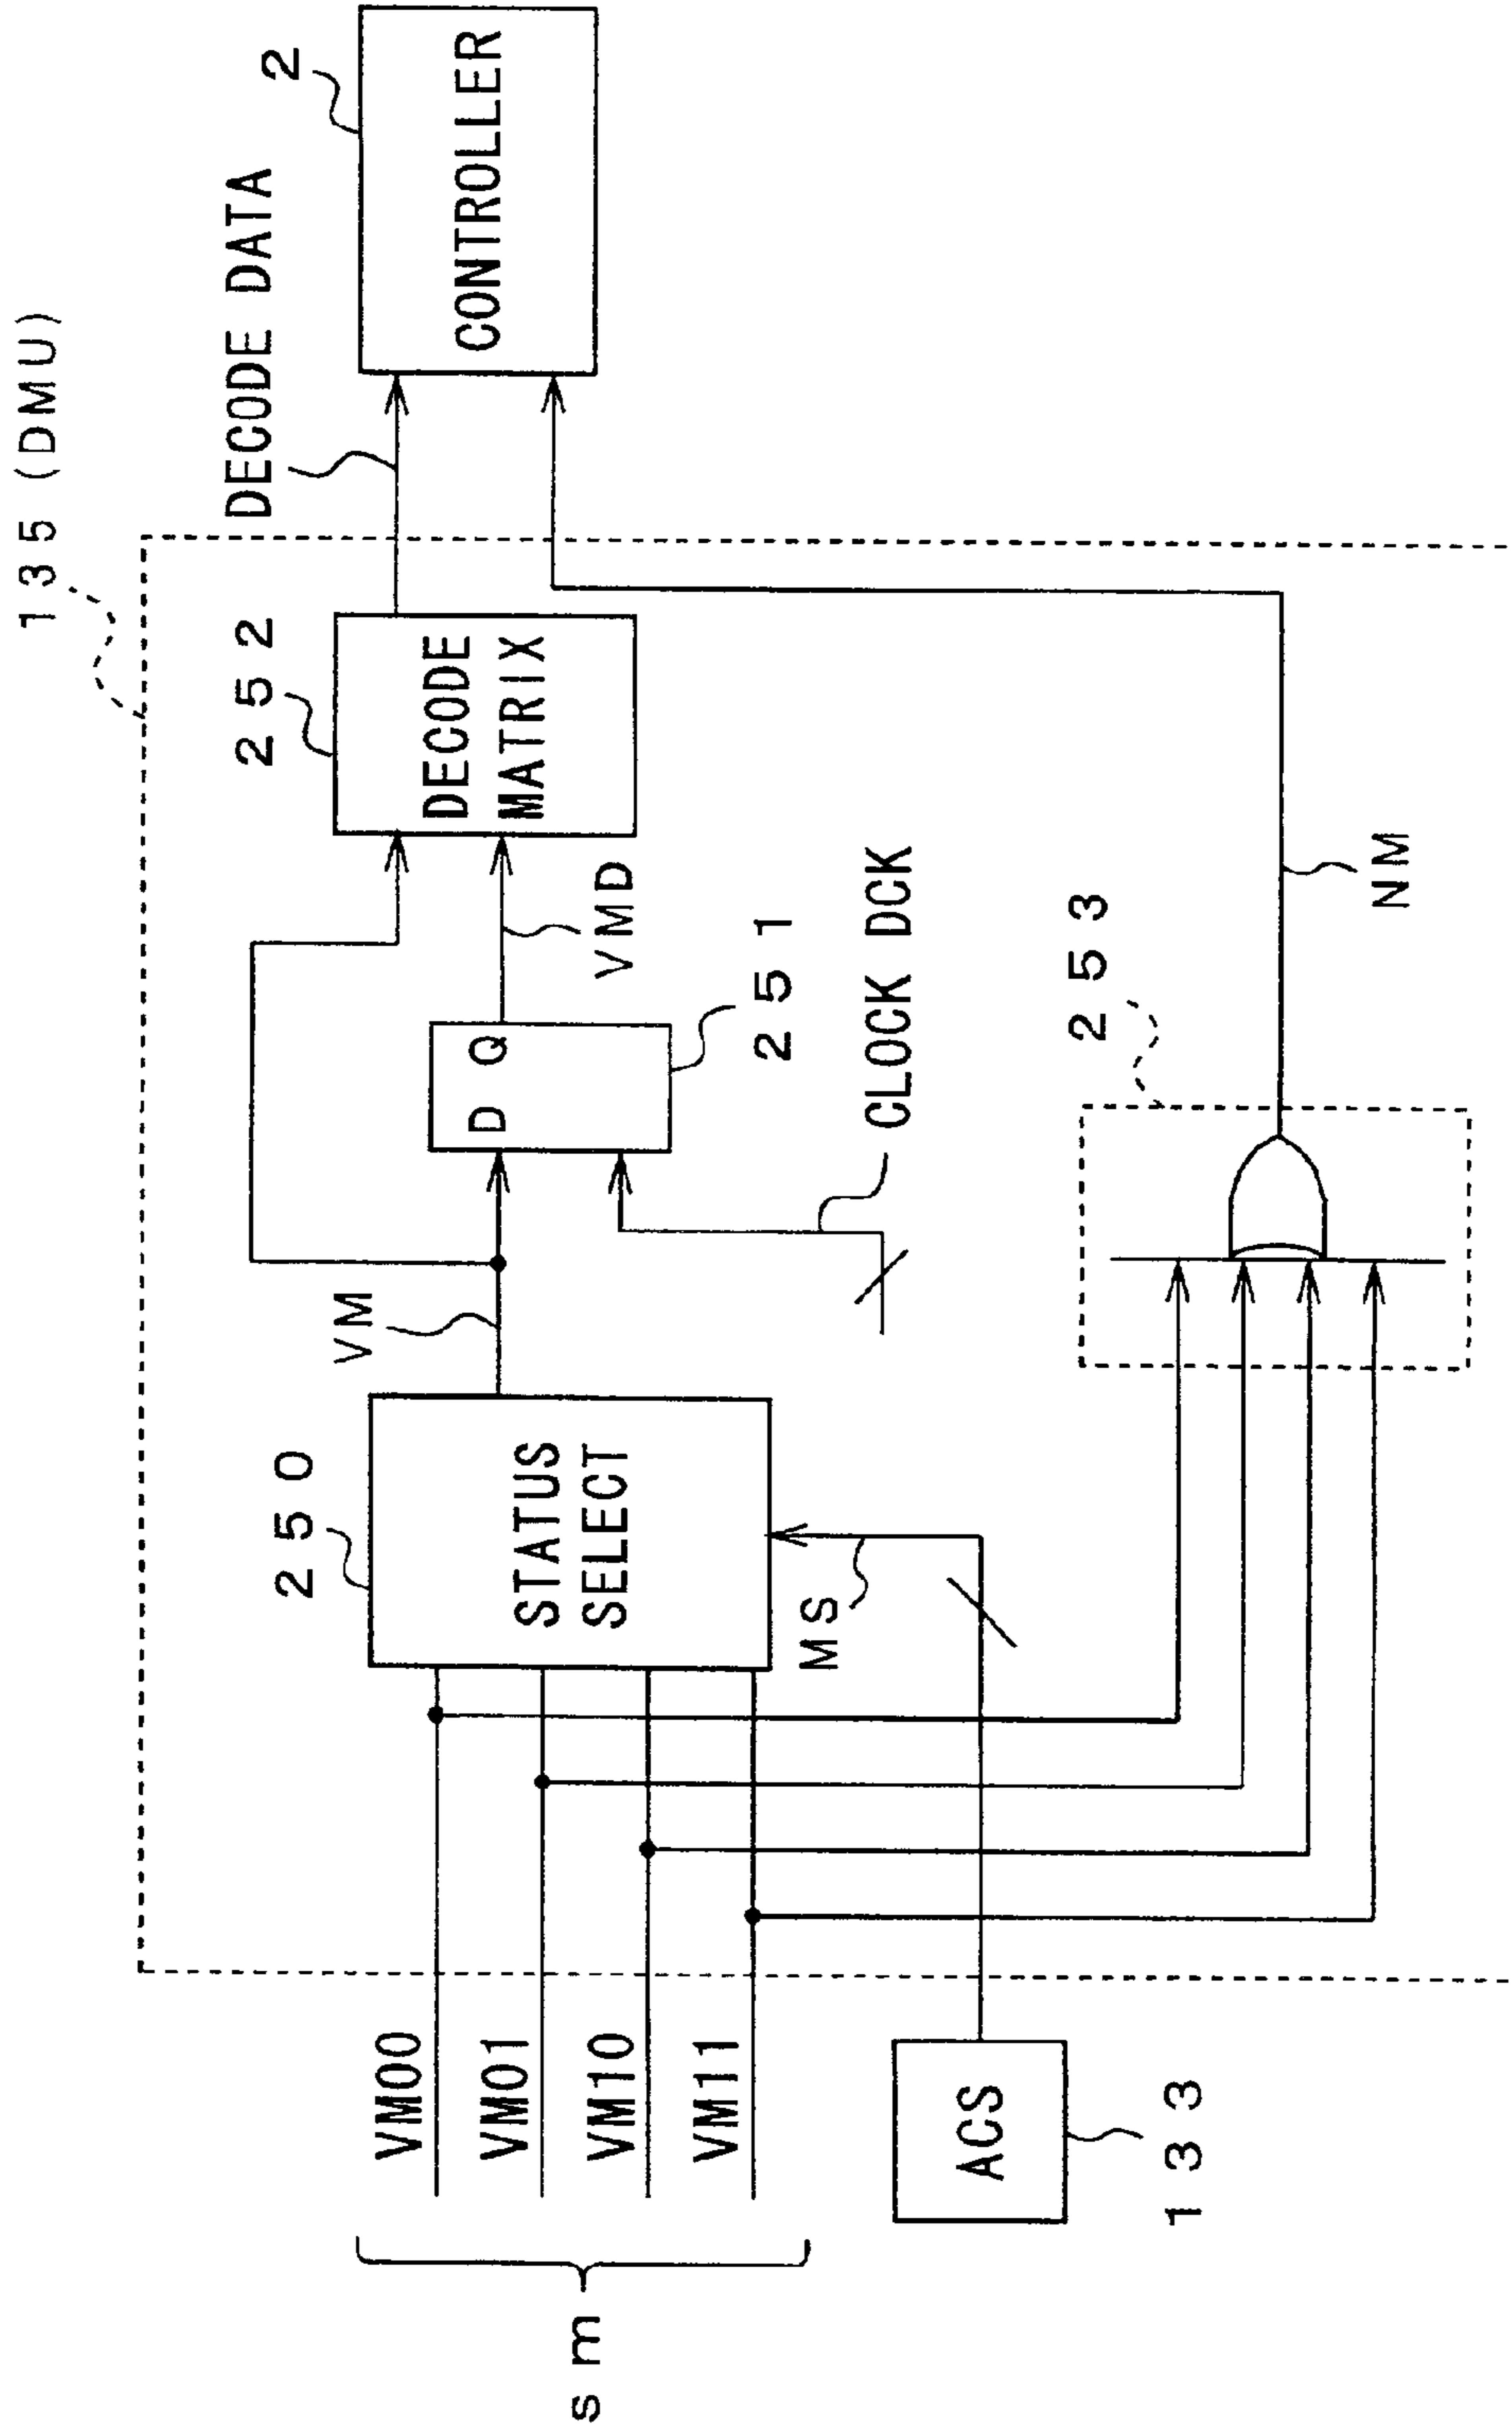 135 (DMU)
DECODE DATA
2
CONTROLLER
252
DECODE
MATRIX
VMD
251
D Q
CLOCK DCK
VM
250
STATUS
SELECT
MS
253
NM
VM00
VM01
VM10
VM11
sm
ACS
133